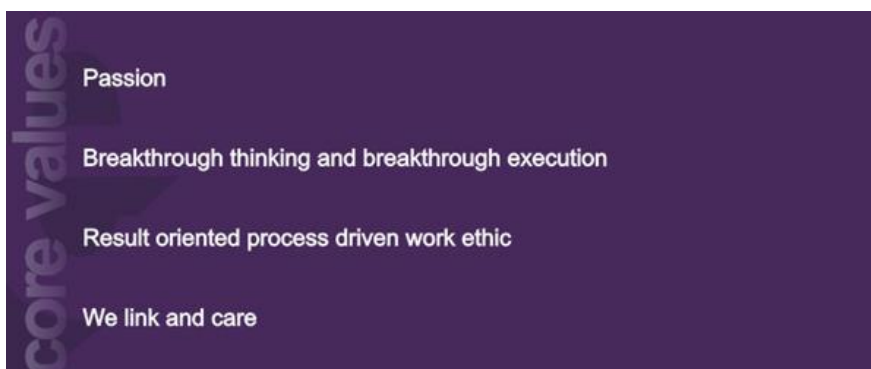 core values
Passion
Breakthrough thinking and breakthrough execution
Result oriented process driven work ethic
We link and care